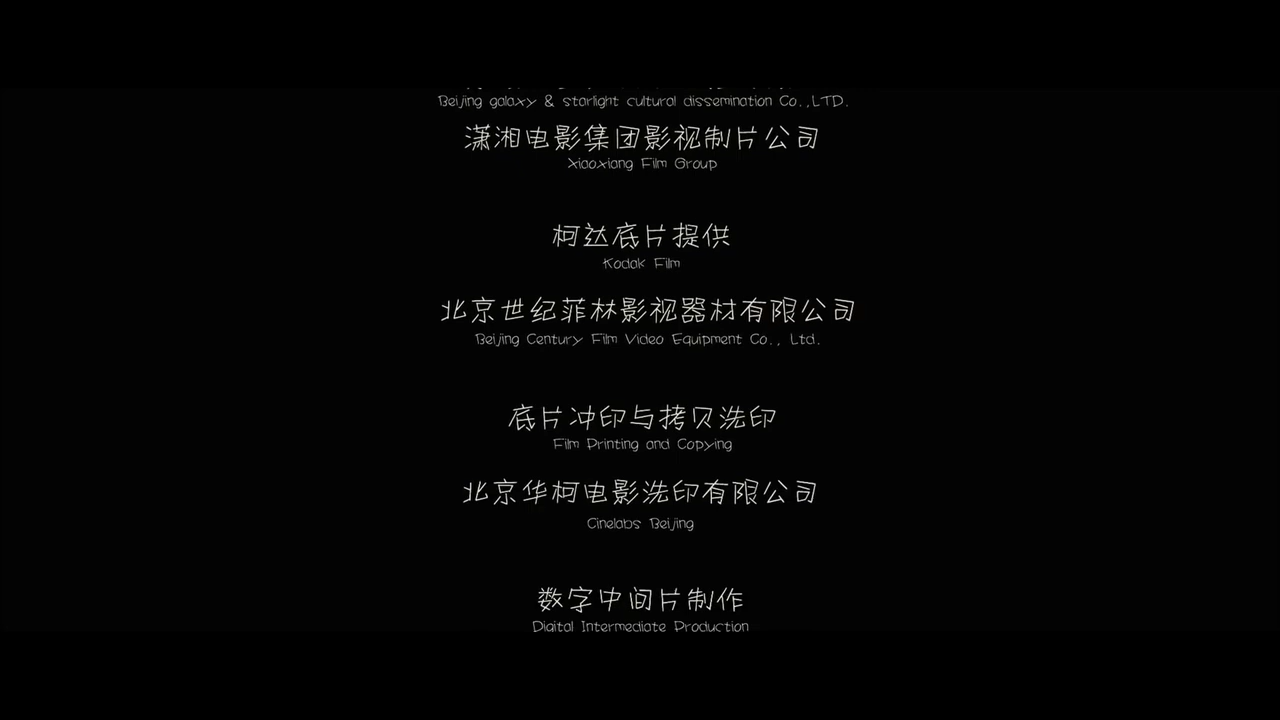 Beijing galaxy & starlight cultural dissemination Co.,LTD.
潇湘电影集团影视制片公司
Xiaoxiang Film Group
柯达底片提供
Kodak Film
北京世纪菲林影视器材有限公司
Beijing Century Film Video Equipment Co., Ltd.
底片冲印与拷贝洗印
Film Printing and Copying
北京华柯电影洗印有限公司
Cinelabs Beijing
数字中间片制作
Digital Intermediate Production